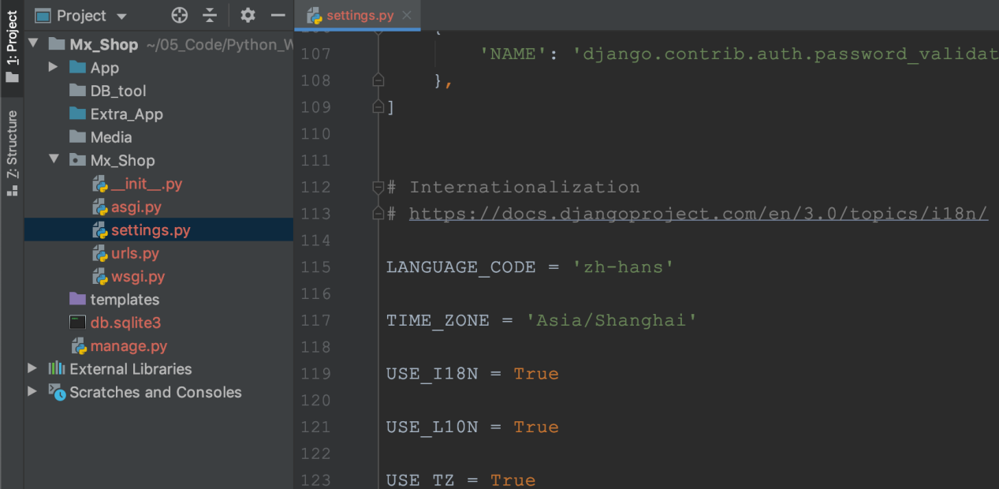 1: Project
Z: Structure
Project
Mx_Shop ~/05_Code/Python_W
App
DB_tool
Extra_App
Media
Mx_Shop
__init__.py
asgi.py
settings.py
urls.py
wsgi.py
templates
db.sqlite3
manage.py
External Libraries
Scratches and Consoles
settings.py
107 'NAME': 'django.contrib.auth.password_validat
108 },
109 ]
110
111
112 # Internationalization
113 # https://docs.djangoproject.com/en/3.0/topics/i18n/
114
115 LANGUAGE_CODE = 'zh-hans'
116
117 TIME_ZONE = 'Asia/Shanghai'
118
119 USE_I18N = True
120
121 USE_L10N = True
122
123 USE_TZ = True